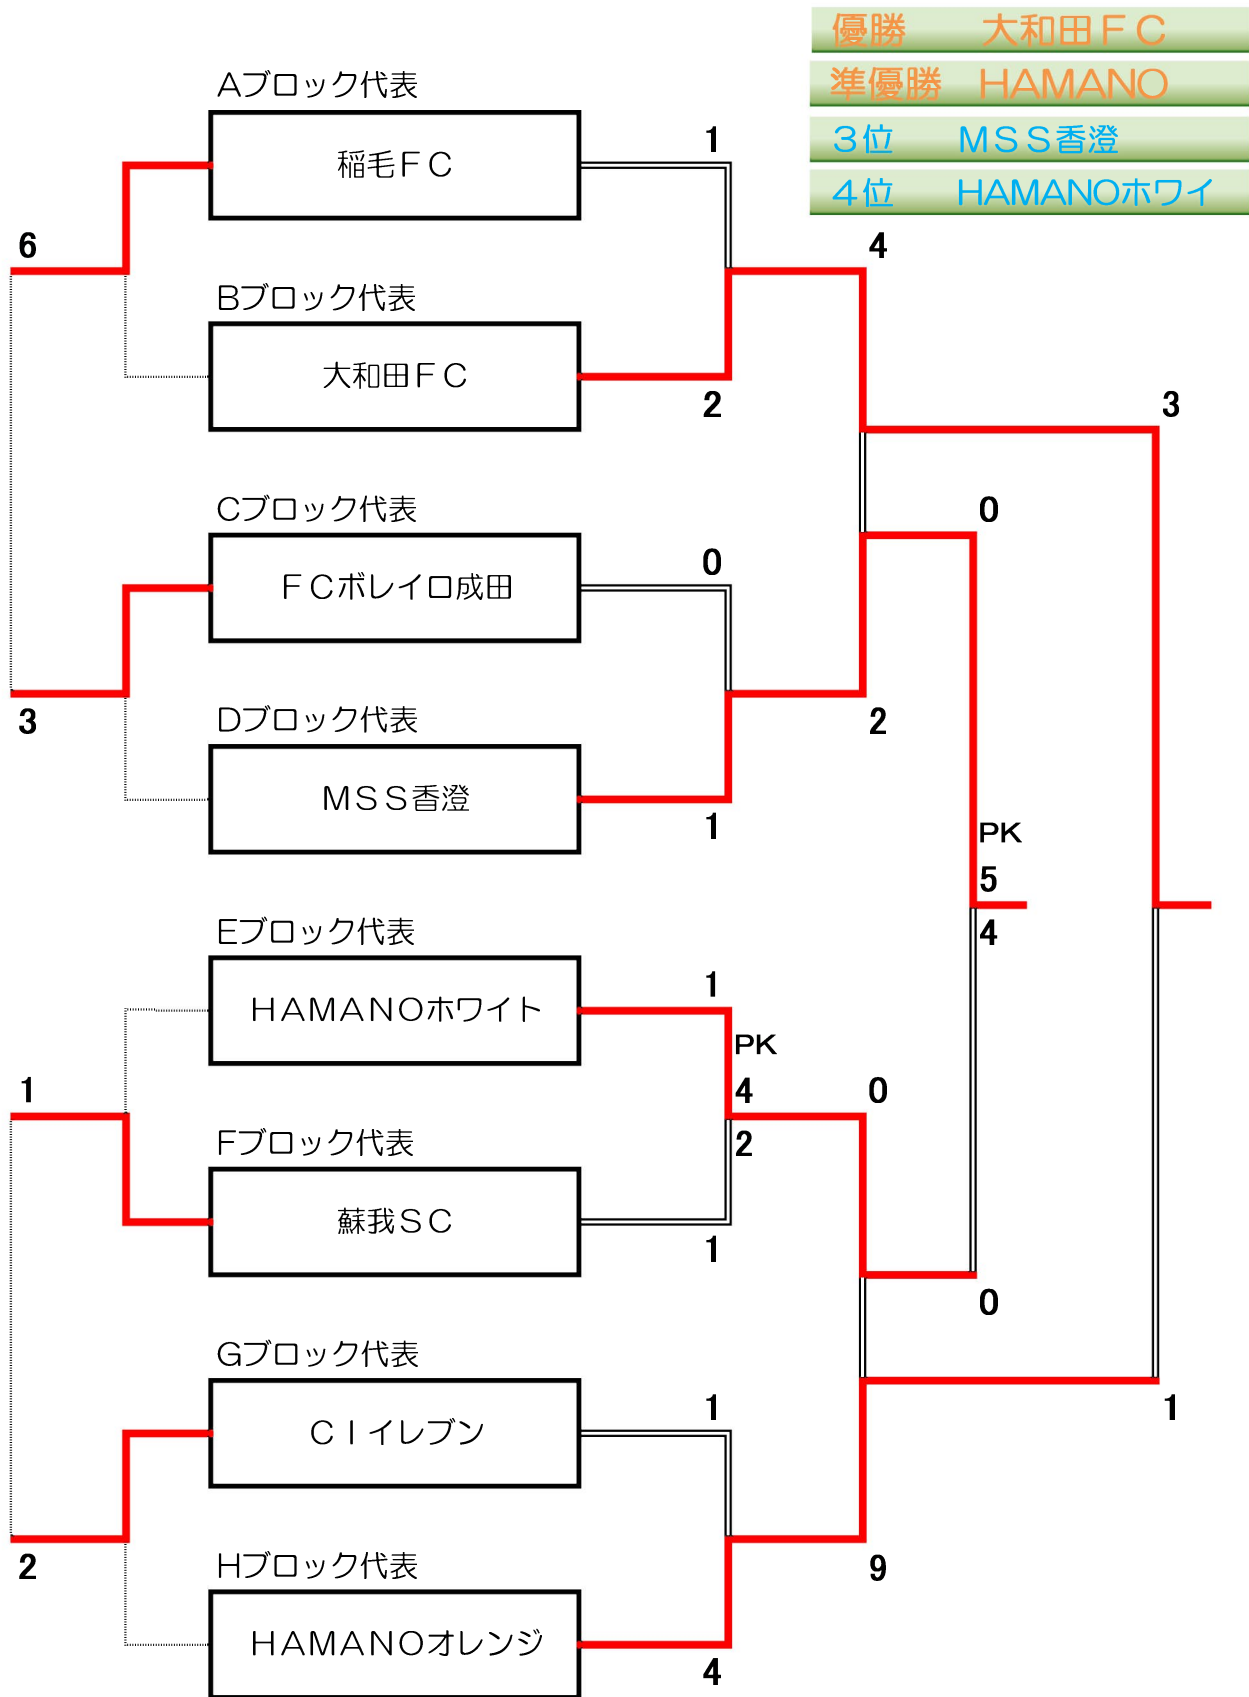 優勝　大和田ＦＣ
準優勝　HAMANO
３位　ＭＳＳ香澄
４位　HAMANOホワイ
Aブロック代表
1
稲毛ＦＣ
6
4
Bブロック代表
大和田ＦＣ
2
3
Cブロック代表
0
0
ＦＣボレイロ成田
3
2
Dブロック代表
ＭＳＳ香澄
1
PK
5
4
Eブロック代表
1
HAMANOホワイト
PK
1
4
0
2
Fブロック代表
蘇我ＳＣ
1
0
Gブロック代表
1
1
ＣＩイレブン
2
9
Hブロック代表
HAMANOオレンジ
4